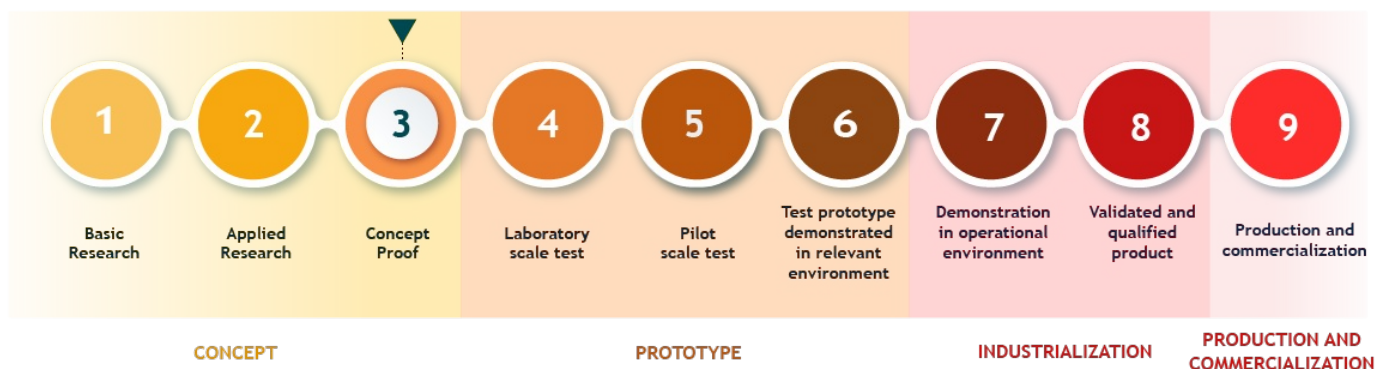 1
2
3
4
5
6
7
8
9
Basic
Research
Applied
Research
Concept
Proof
Laboratory
scale test
Pilot
scale test
Test prototype
demonstrated
in relevant
environment
Demonstration
in operational
environment
Validated and
qualified
product
Production and
commercialization
CONCEPT
PROTOTYPE
INDUSTRIALIZATION
PRODUCTION AND
COMMERCIALIZATION